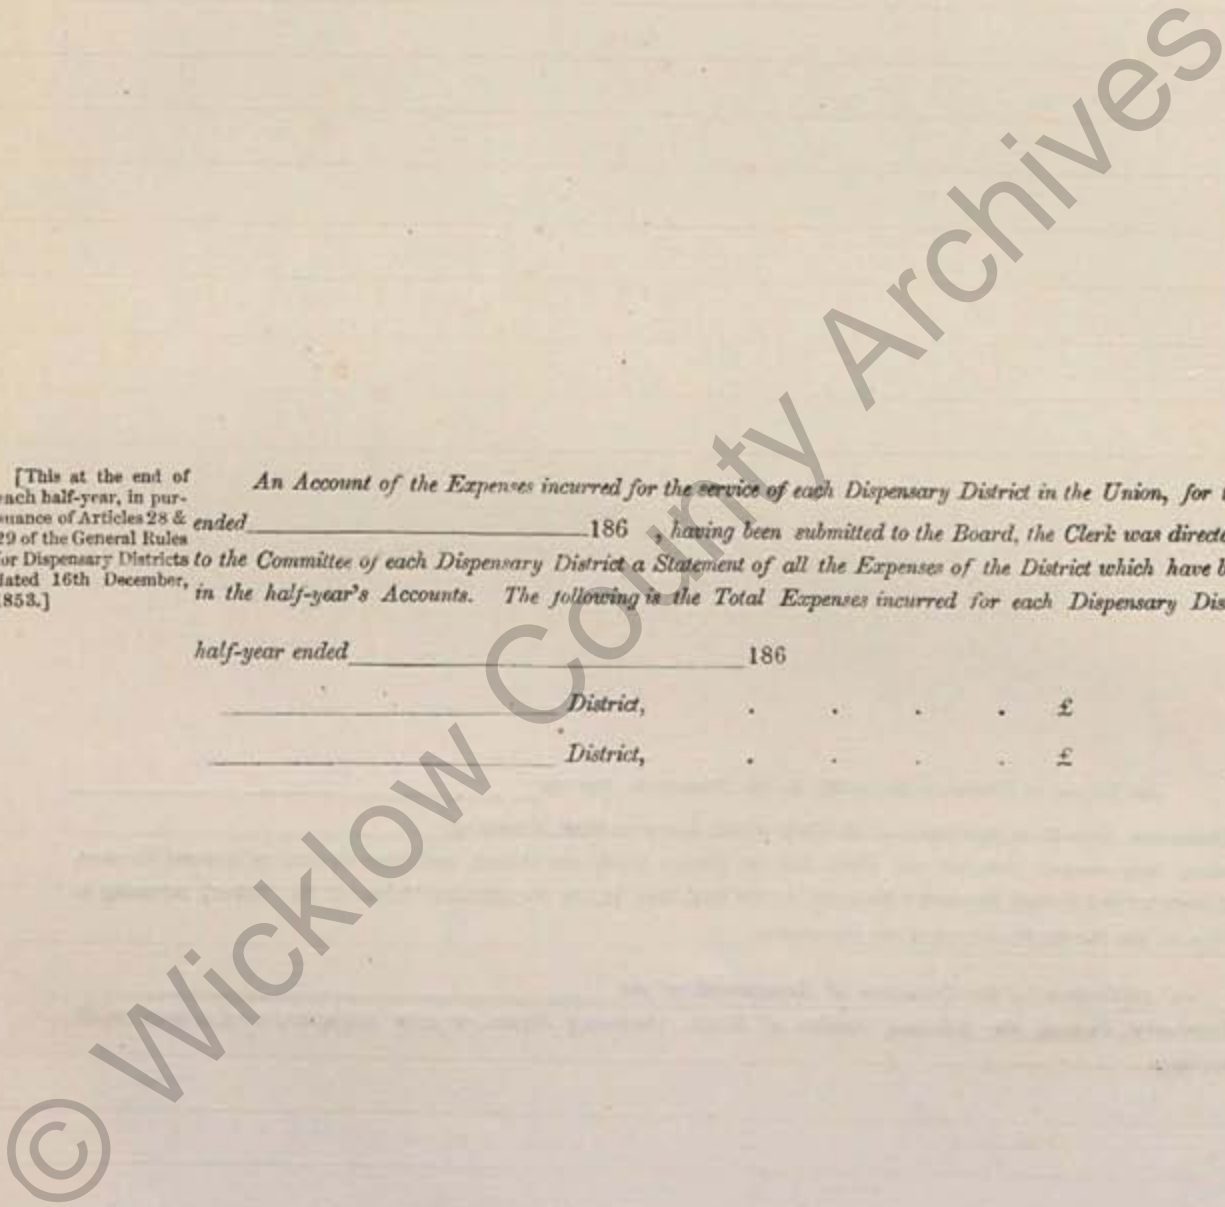 [This at the end of
each half-year, in pur-
suance of Articles 28 &
29 of the General Rules
for Dispensary Districts
dated 16th December,
1853.]
An Account of the Expenses incurred for the service of each Dispensary District in the Union, for t
ended 186 , having been submitted to the Board, the Clerk was directe
to the Committee of each Dispensary District a Statement of all the Expenses of the District which have b
in the half-year's Accounts. The following is the Total Expenses incurred for each Dispensary Dis
half-year ended 186
District, . . . . £
District, . . . . £
© Wicklow County Archives